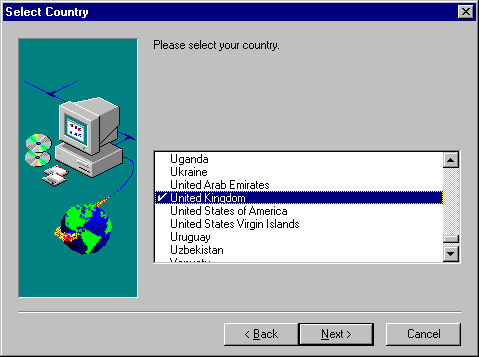 Select Country
Please select your country.
Uganda
Ukraine
United Arab Emirates
United Kingdom
United States of America
United States Virgin Islands
Uruguay
Uzbekistan
< Back
Next >
Cancel